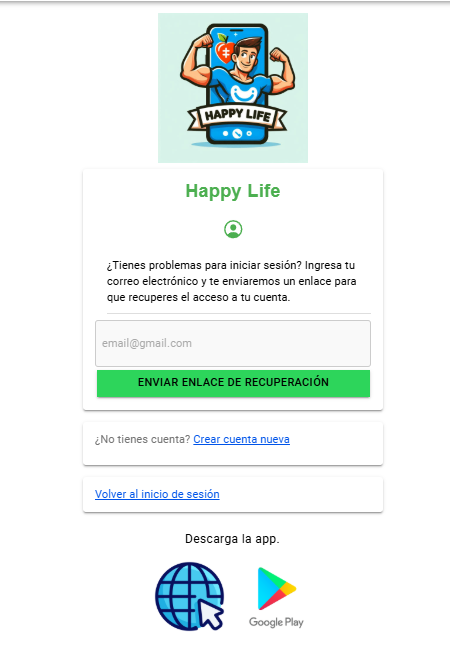 HAPPY LIFE
Happy Life
¿Tienes problemas para iniciar sesión? Ingresa tu
correo electrónico y te enviaremos un enlace para
que recuperes el acceso a tu cuenta.
email@gmail.com
ENVIAR ENLACE DE RECUPERACIÓN
¿No tienes cuenta? Crear cuenta nueva
Volver al inicio de sesión
Descarga la app.
Google Play